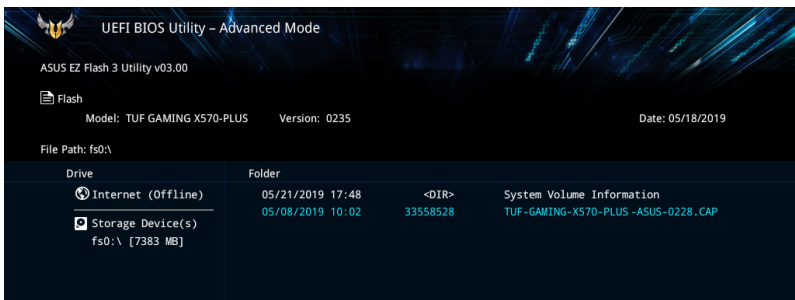 UEFI BIOS Utility – Advanced Mode
ASUS EZ Flash 3 Utility v03.00
Flash
Model: TUF GAMING X570-PLUS Version: 0235 Date: 05/18/2019
File Path: fs0:\
Drive Folder
Internet (Offline) 05/21/2019 17:48 <DIR> System Volume Information
05/08/2019 10:02 33558528 TUF-GAMING-X570-PLUS -ASUS-0228.CAP
Storage Device(s)
fs0:\ [7383 MB]